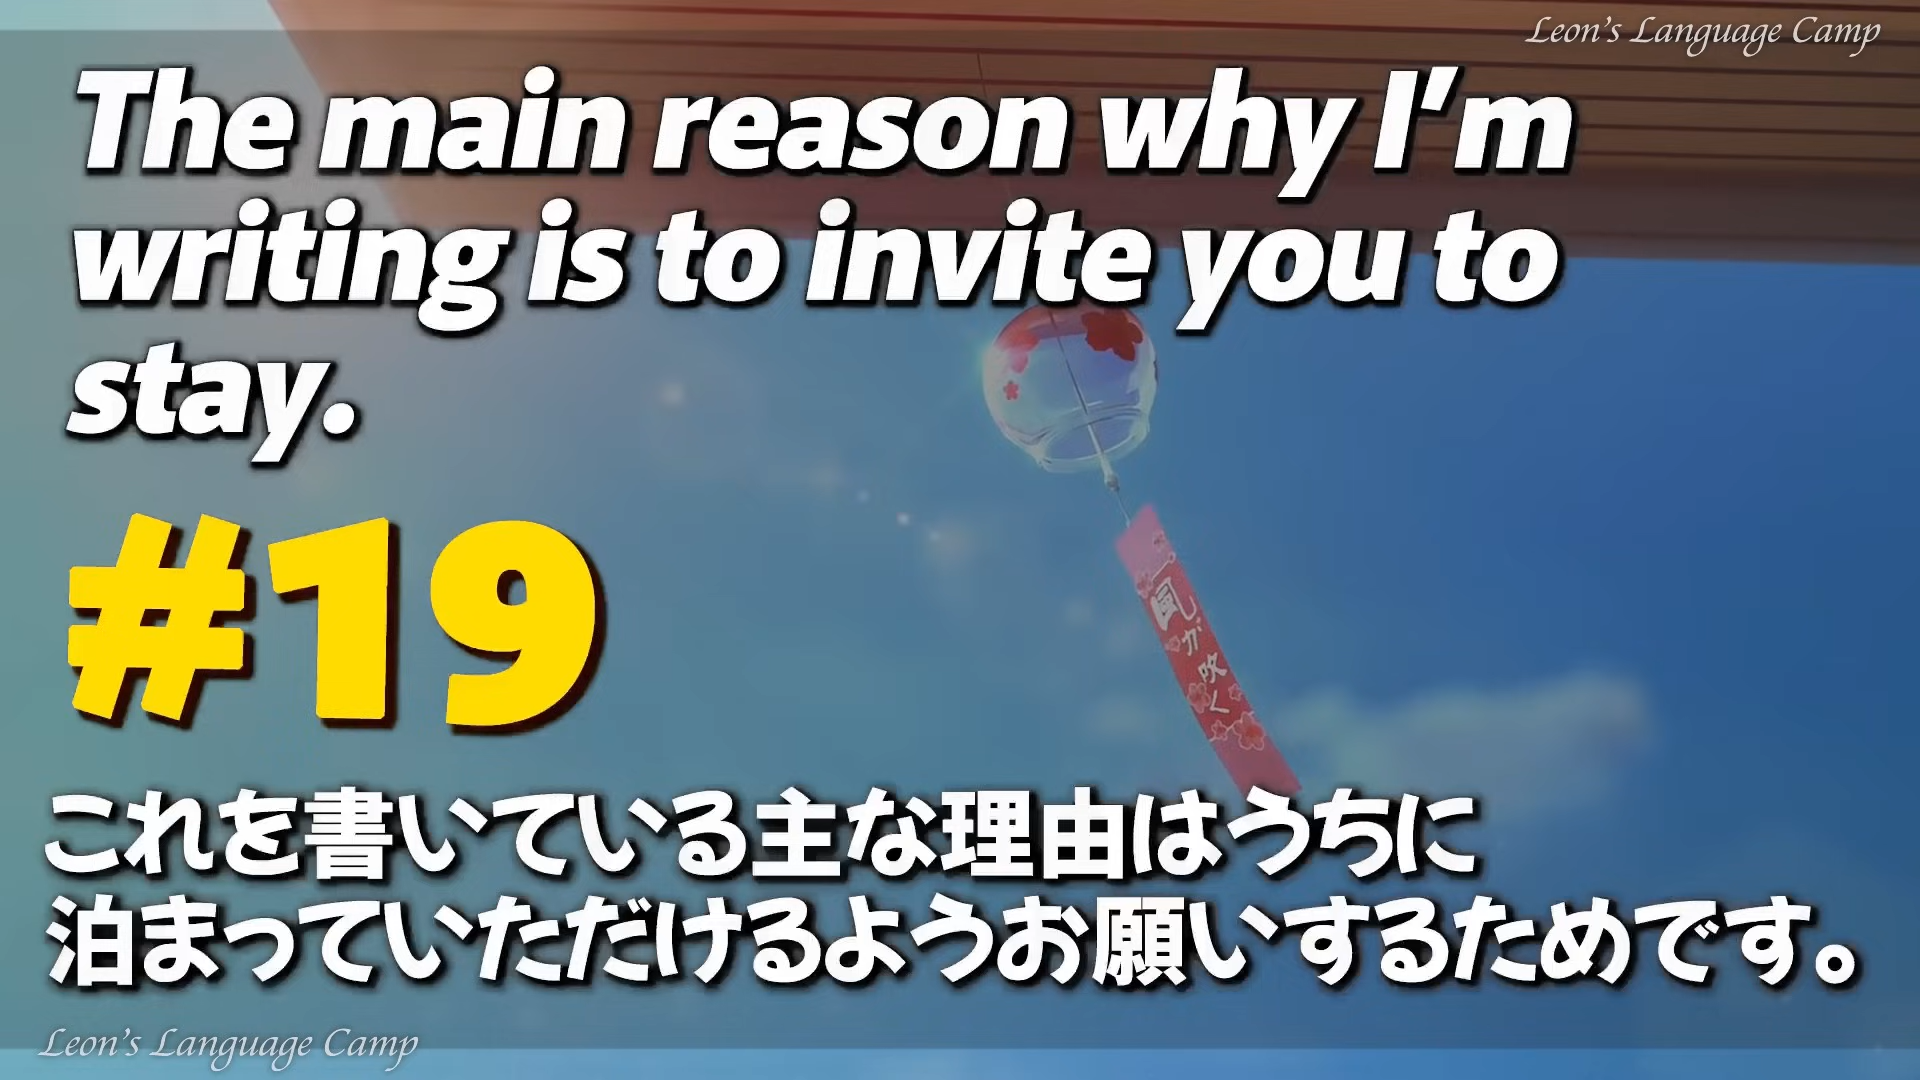 Leon's Language Camp
The main reason why I'm
writing is to invite you to
stay.
#19
風が吹く
これを書いている主な理由はうちに
泊まっていただけるようお願いするためです。
Leon's Language Camp